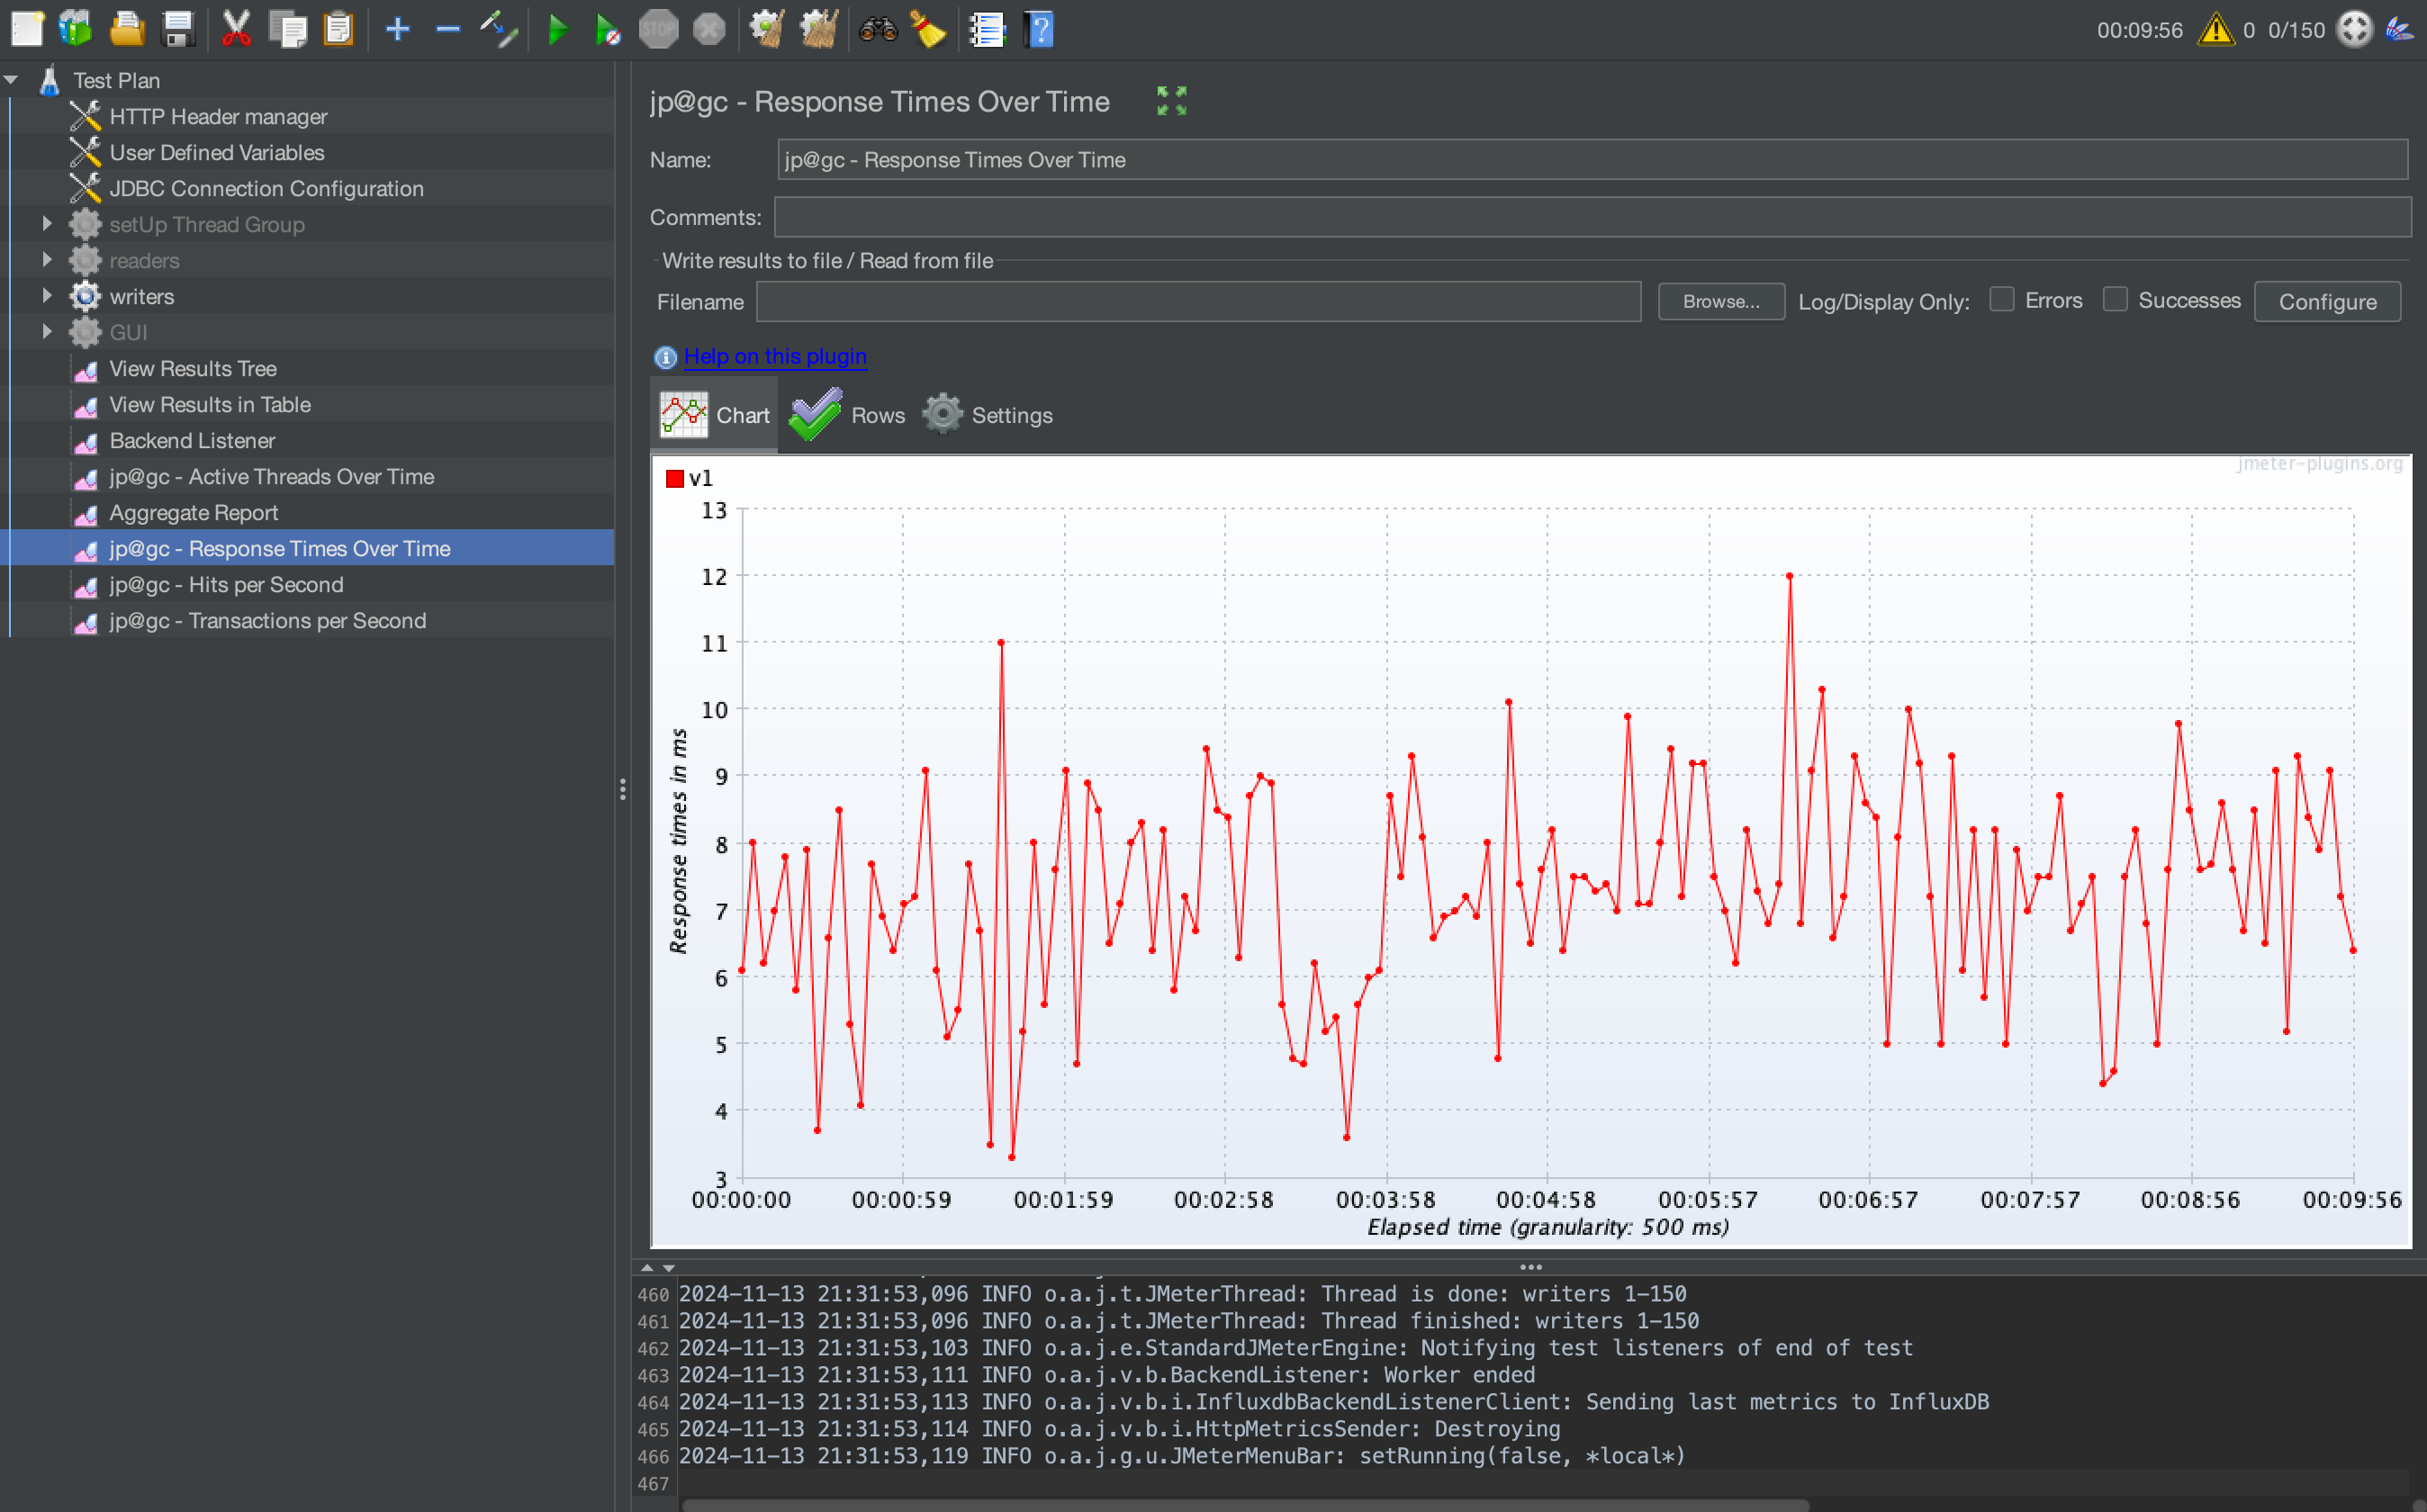 STOP
00:09:56 0 0/150
Test Plan
HTTP Header manager
User Defined Variables
JDBC Connection Configuration
setUp Thread Group
readers
writers
GUI
View Results Tree
View Results in Table
Backend Listener
jp@gc - Active Threads Over Time
Aggregate Report
jp@gc - Response Times Over Time
jp@gc - Hits per Second
jp@gc - Transactions per Second
jp@gc - Response Times Over Time
Name: jp@gc - Response Times Over Time
Comments:
Write results to file / Read from file
Filename Browse... Log/Display Only: Errors Successes Configure
Help on this plugin
Chart Rows Settings
jmeter-plugins.org
v1
13
12
11
10
9
8
7
6
5
4
3
Response times in ms
00:00:00 00:00:59 00:01:59 00:02:58 00:03:58 00:04:58 00:05:57 00:06:57 00:07:57 00:08:56 00:09:56
Elapsed time (granularity: 500 ms)
460 2024-11-13 21:31:53,096 INFO o.a.j.t.JMeterThread: Thread is done: writers 1-150
461 2024-11-13 21:31:53,096 INFO o.a.j.t.JMeterThread: Thread finished: writers 1-150
462 2024-11-13 21:31:53,103 INFO o.a.j.e.StandardJMeterEngine: Notifying test listeners of end of test
463 2024-11-13 21:31:53,111 INFO o.a.j.v.b.BackendListener: Worker ended
464 2024-11-13 21:31:53,113 INFO o.a.j.v.b.i.InfluxdbBackendListenerClient: Sending last metrics to InfluxDB
465 2024-11-13 21:31:53,114 INFO o.a.j.v.b.i.HttpMetricsSender: Destroying
466 2024-11-13 21:31:53,119 INFO o.a.j.g.u.JMeterMenuBar: setRunning(false, *local*)
467